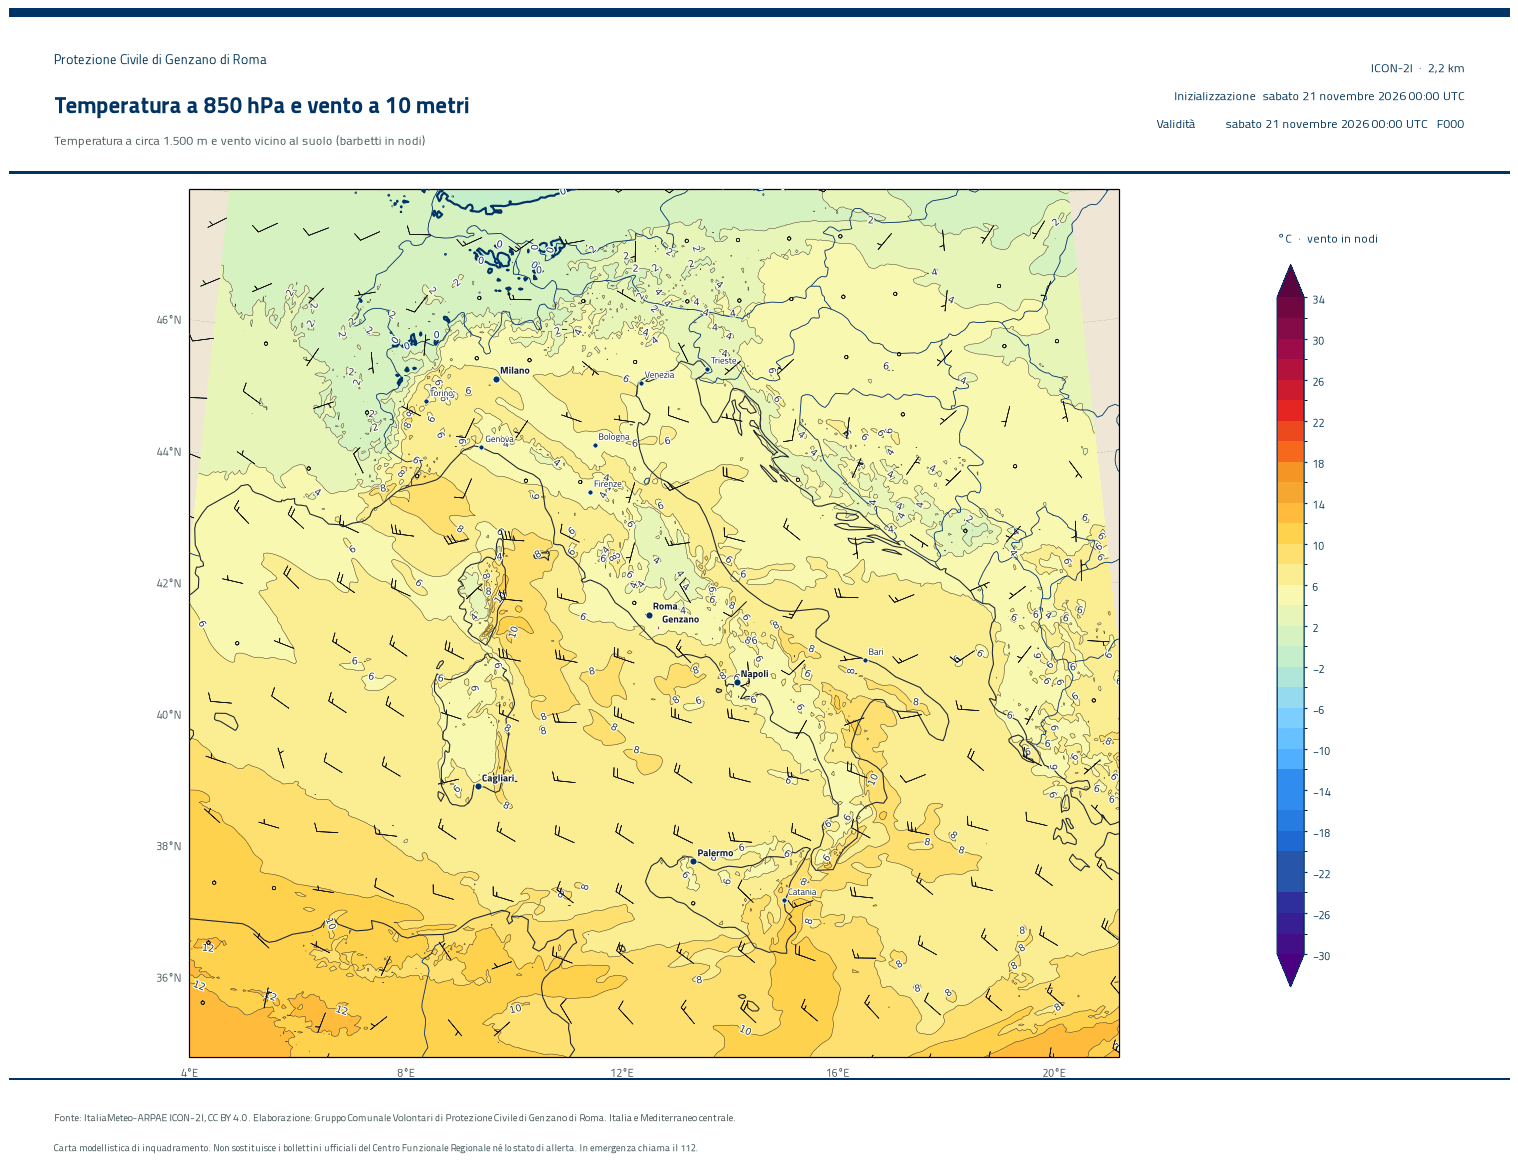 Protezione Civile di Genzano di Roma
Temperatura a 850 hPa e vento a 10 metri
Temperatura a circa 1.500 m e vento vicino al suolo (barbetti in nodi)
ICON-2I · 2,2 km
Inizializzazione sabato 21 novembre 2026 00:00 UTC
Validità sabato 21 novembre 2026 00:00 UTC F000
°C · vento in nodi
34
30
26
22
18
14
10
6
2
−2
−6
−10
−14
−18
−22
−26
−30
46°N
44°N
42°N
40°N
38°N
36°N
4°E
8°E
12°E
16°E
20°E
Milano
Trieste
Venezia
Torino
Genova
Bologna
Firenze
Roma
Genzano
Bari
Napoli
Cagliari
Palermo
Catania
Fonte: ItaliaMeteo-ARPAE ICON-2I, CC BY 4.0. Elaborazione: Gruppo Comunale Volontari di Protezione Civile di Genzano di Roma. Italia e Mediterraneo centrale.
Carta modellistica di inquadramento. Non sostituisce i bollettini ufficiali del Centro Funzionale Regionale né lo stato di allerta. In emergenza chiama il 112.